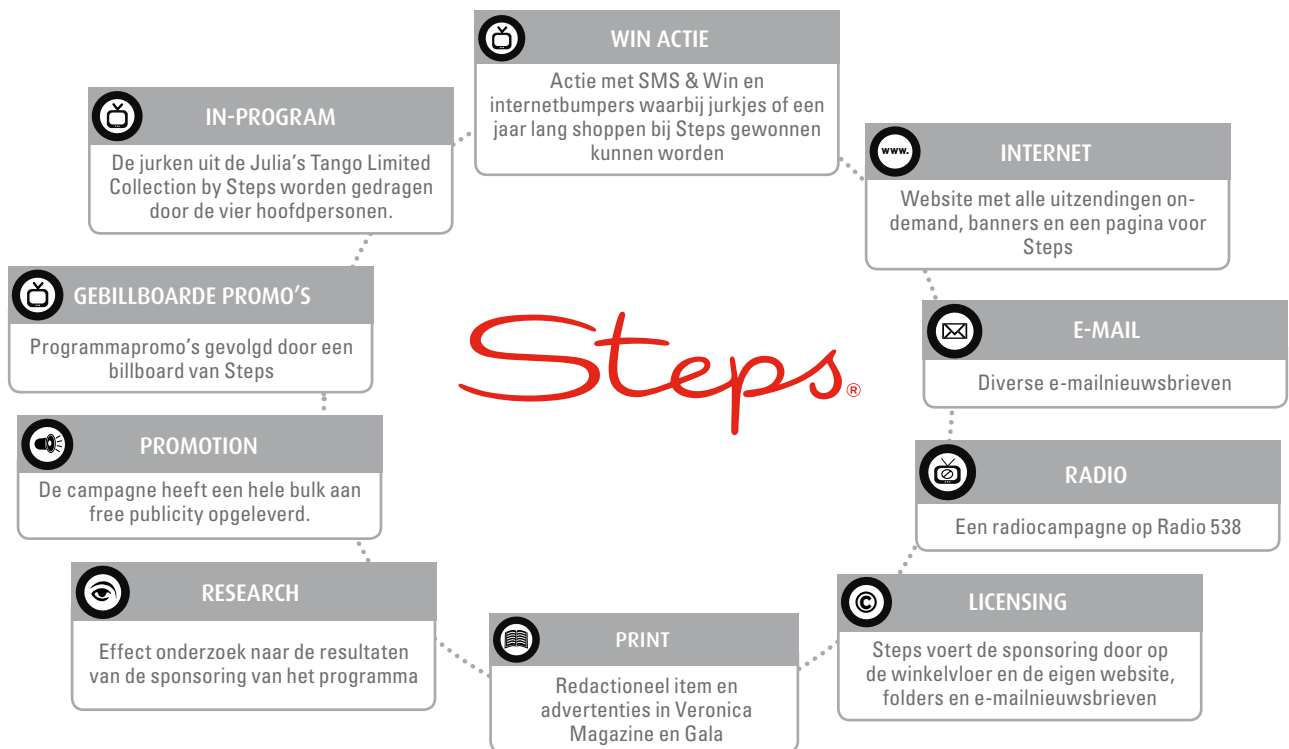 WIN ACTIE
Actie met SMS & Win en
internetbumpers waarbij jurkjes of een
jaar lang shoppen bij Steps gewonnen
kunnen worden
IN-PROGRAM
De jurken uit de Julia's Tango Limited
Collection by Steps worden gedragen
door de vier hoofdpersonen.
www.
INTERNET
Website met alle uitzendingen on-
demand, banners en een pagina voor
Steps
GEBILLBOARDE PROMO'S
Programmapromo's gevolgd door een
billboard van Steps
Steps®
E-MAIL
Diverse e-mailnieuwsbrieven
PROMOTION
De campagne heeft een hele bulk aan
free publicity opgeleverd.
RADIO
Een radiocampagne op Radio 538
RESEARCH
Effect onderzoek naar de resultaten
van de sponsoring van het programma
PRINT
Redactioneel item en
advertenties in Veronica
Magazine en Gala
©
LICENSING
Steps voert de sponsoring door op
de winkelvloer en de eigen website,
folders en e-mailnieuwsbrieven